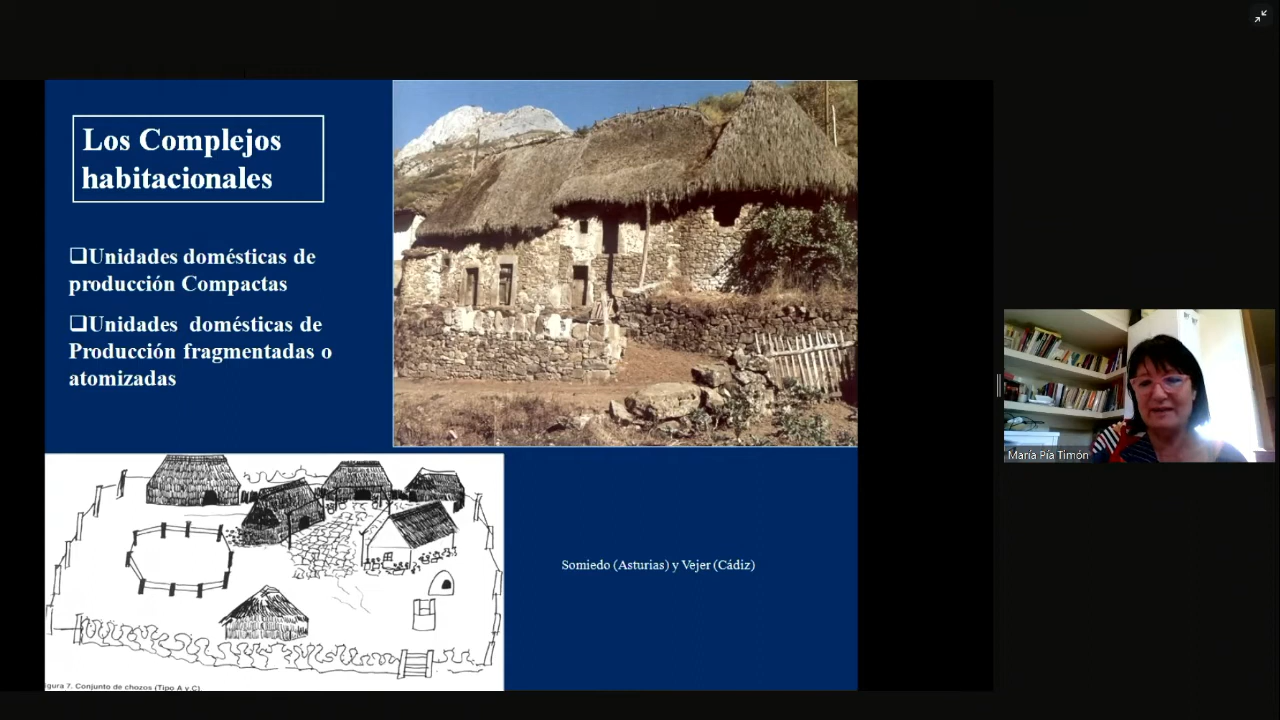 Los Complejos
habitacionales
❑Unidades domésticas de
producción Compactas
❑Unidades domésticas de
Producción fragmentadas o
atomizadas
Somiedo (Asturias) y Vejer (Cádiz)
igura 7. Conjunto de chozos (Tipo A y C).
María Pía Timón